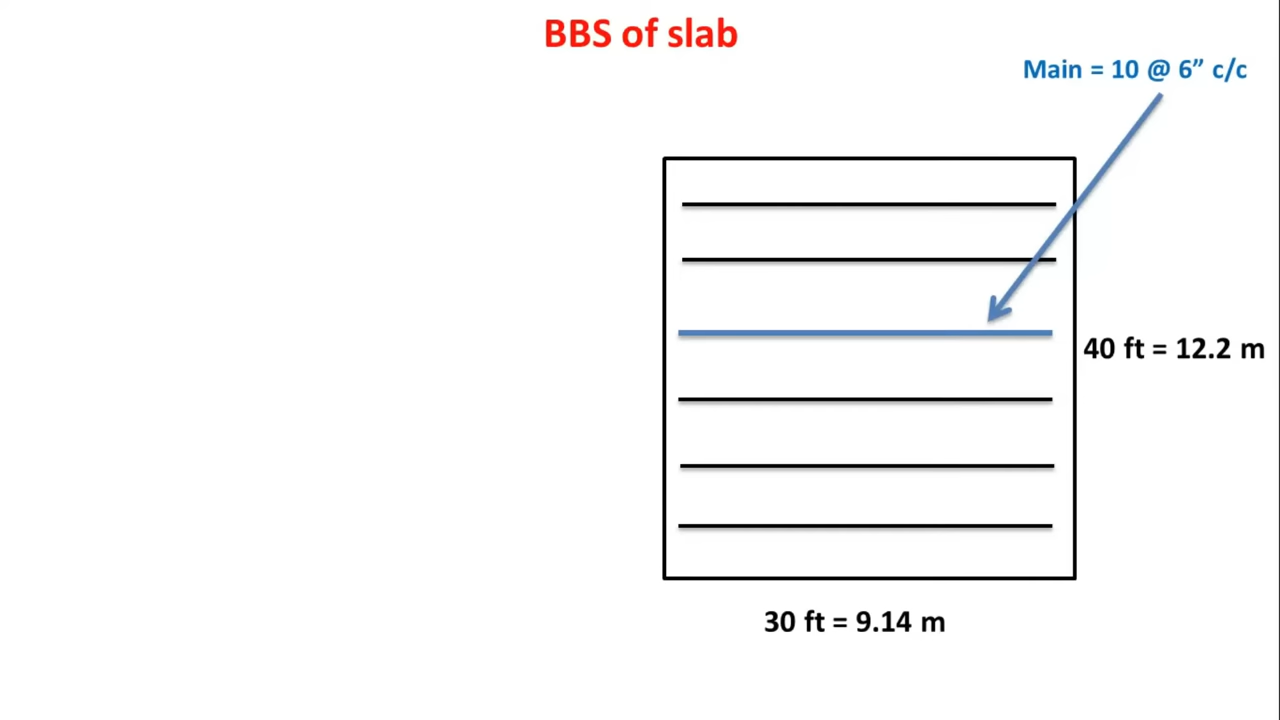 BBS of slab
Main = 10 @ 6” c/c
40 ft = 12.2 m
30 ft = 9.14 m